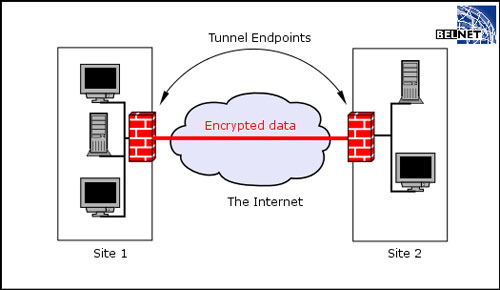 BELNET
Tunnel Endpoints
Encrypted data
The Internet
Site 1
Site 2